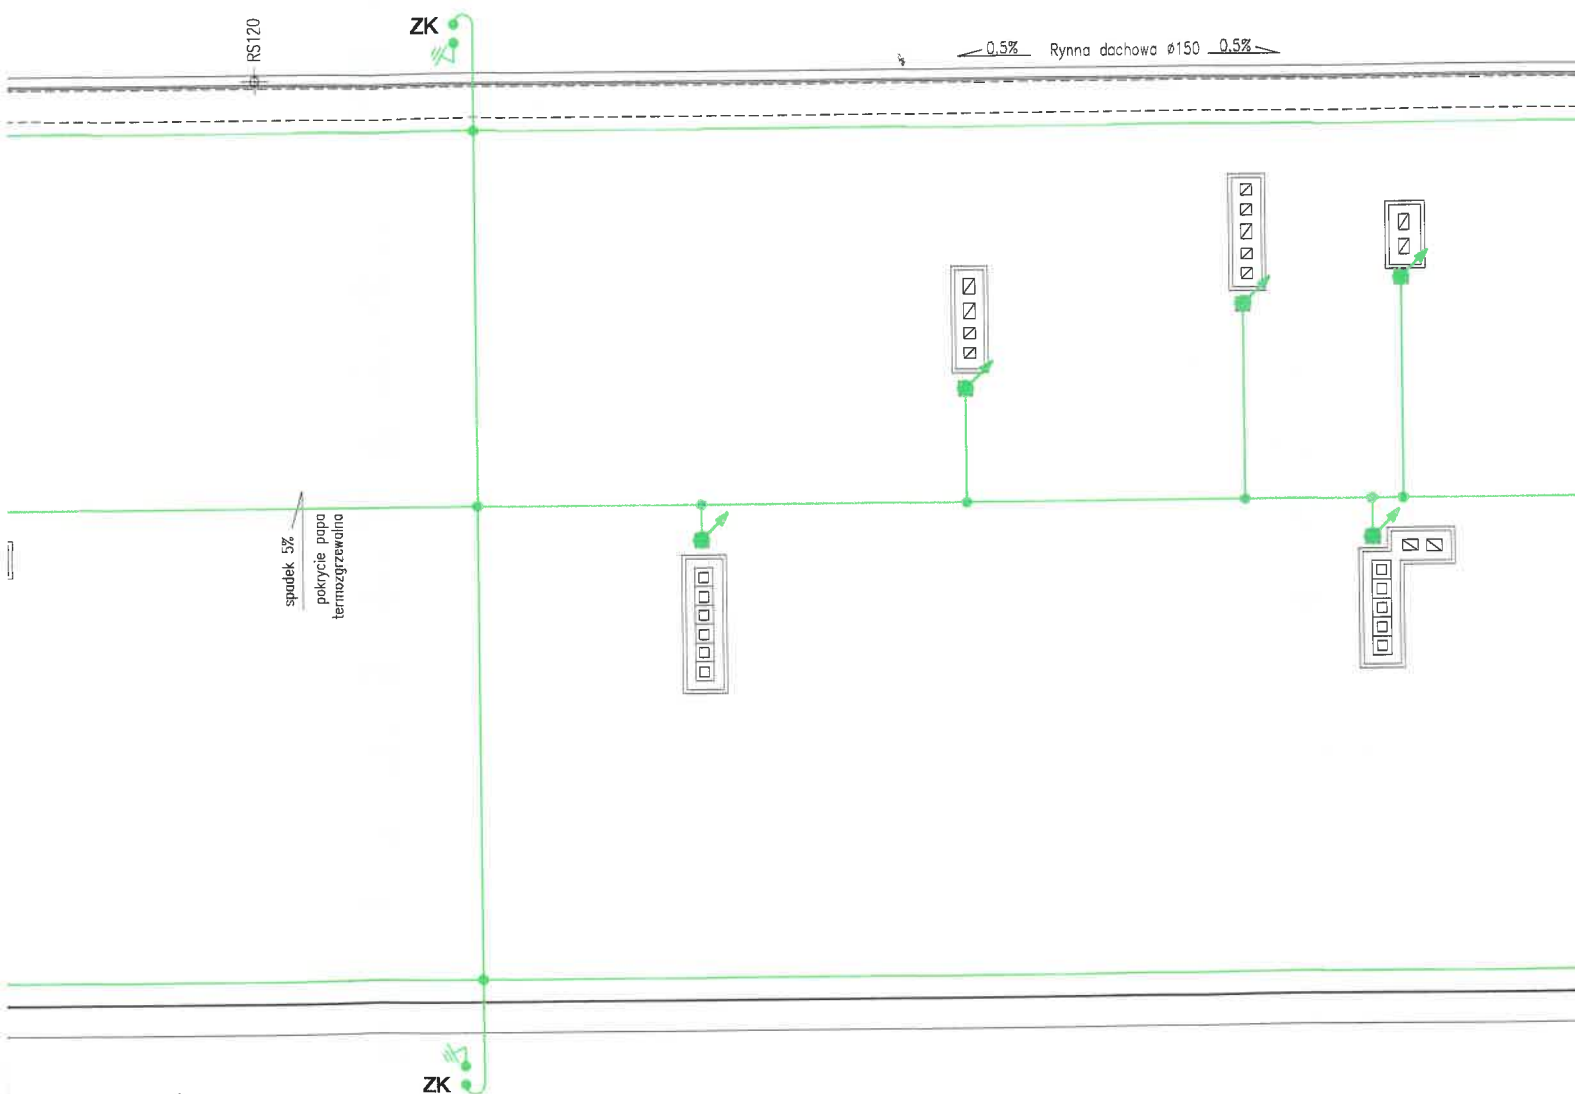 ZK
RS120
0,5% Rynna dachowa ø150 0,5%
spadek 5%
pokrycie papa
termozgrzewalna
ZK